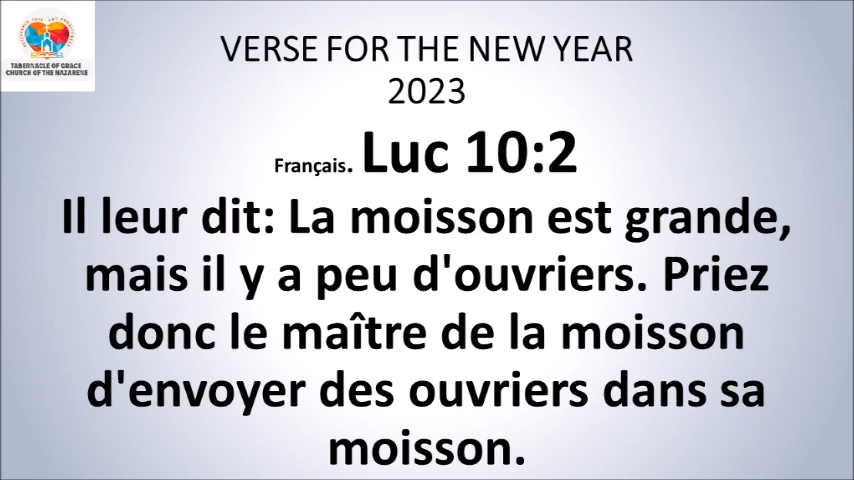 TABERNACLE OF GRACE
CHURCH OF THE NAZARENE
VERSE FOR THE NEW YEAR
2023
Français. Luc 10:2
Il leur dit: La moisson est grande,
mais il y a peu d'ouvriers. Priez
donc le maître de la moisson
d'envoyer des ouvriers dans sa
moisson.